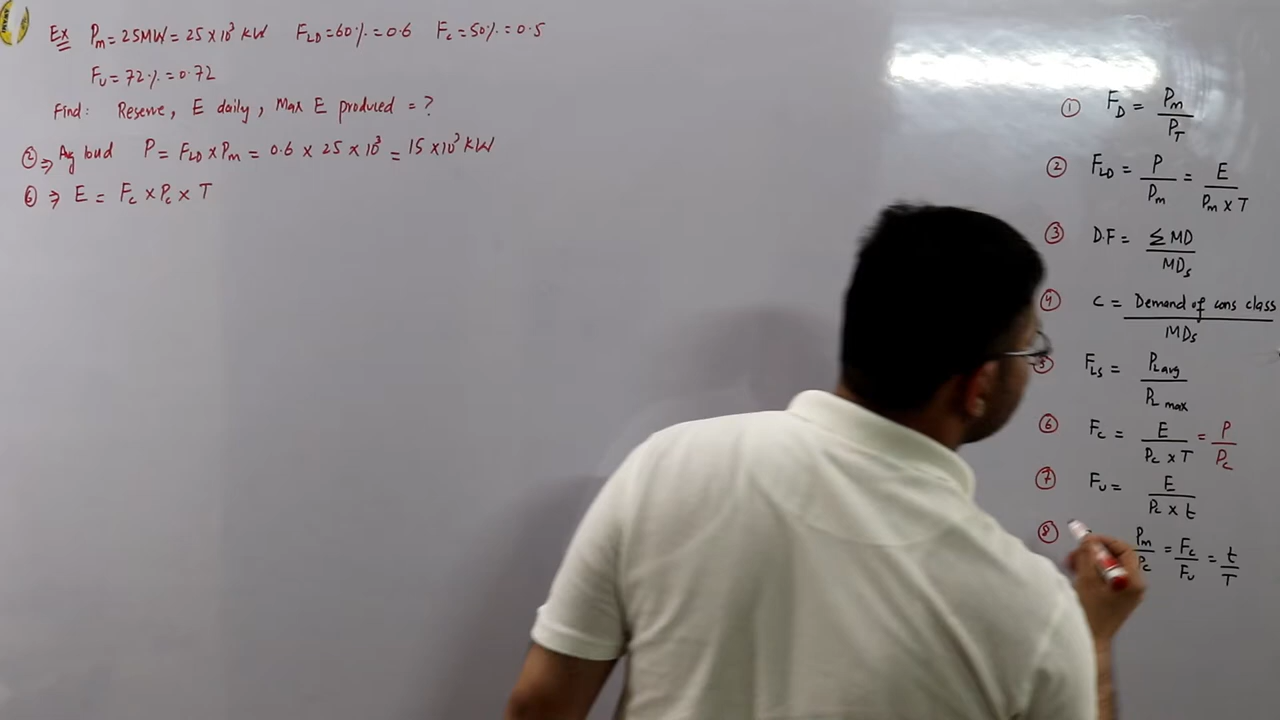 Ex Pm = 25MW = 25 x 10³ KW FLD = 60% = 0.6 Fc = 50% = 0.5
FU = 72% = 0.72
Find: Reserve, E daily, Max E produced = ?
② ⇒ Ag load P = FLD x Pm = 0.6 x 25 x 10³ = 15 x 10³ KW
⑥ ⇒ E = Fc x Pc x T
① FD = Pm / PT
② FLD = P / Pm = E / Pm x T
③ D.F = ΣMD / MDs
④ C = Demand of cons class / MDs
⑤ FLS = PL avg / PL max
⑥ Fc = E / Pc x T = P / Pc
⑦ FU = E / Pc x t
⑧ Pm / Pc = Fc / FU = t / T